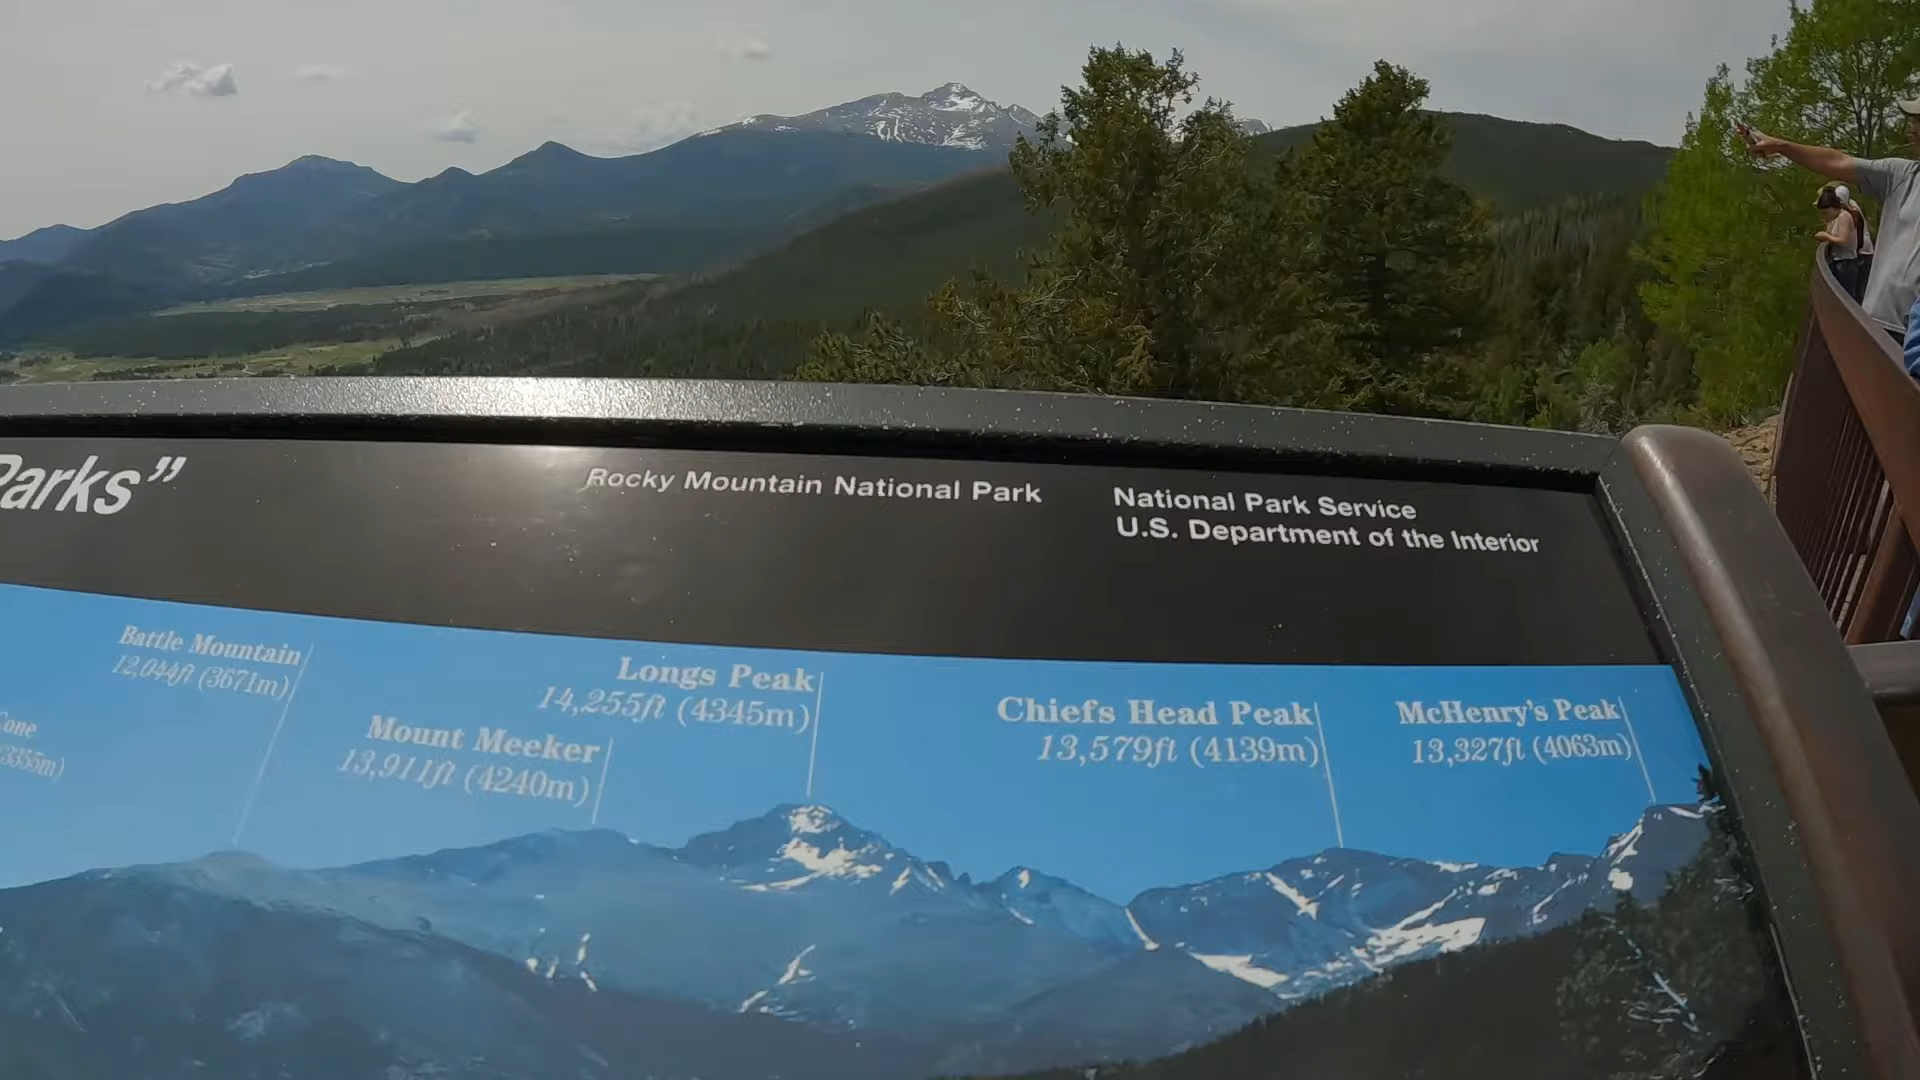 Parks”
Rocky Mountain National Park
National Park Service
U.S. Department of the Interior
Battle Mountain
12,044ft (3671m)
Longs Peak
14,255ft (4345m)
Mount Meeker
13,911ft (4240m)
Chiefs Head Peak
13,579ft (4139m)
McHenry's Peak
13,327ft (4063m)
Cone
3355m)